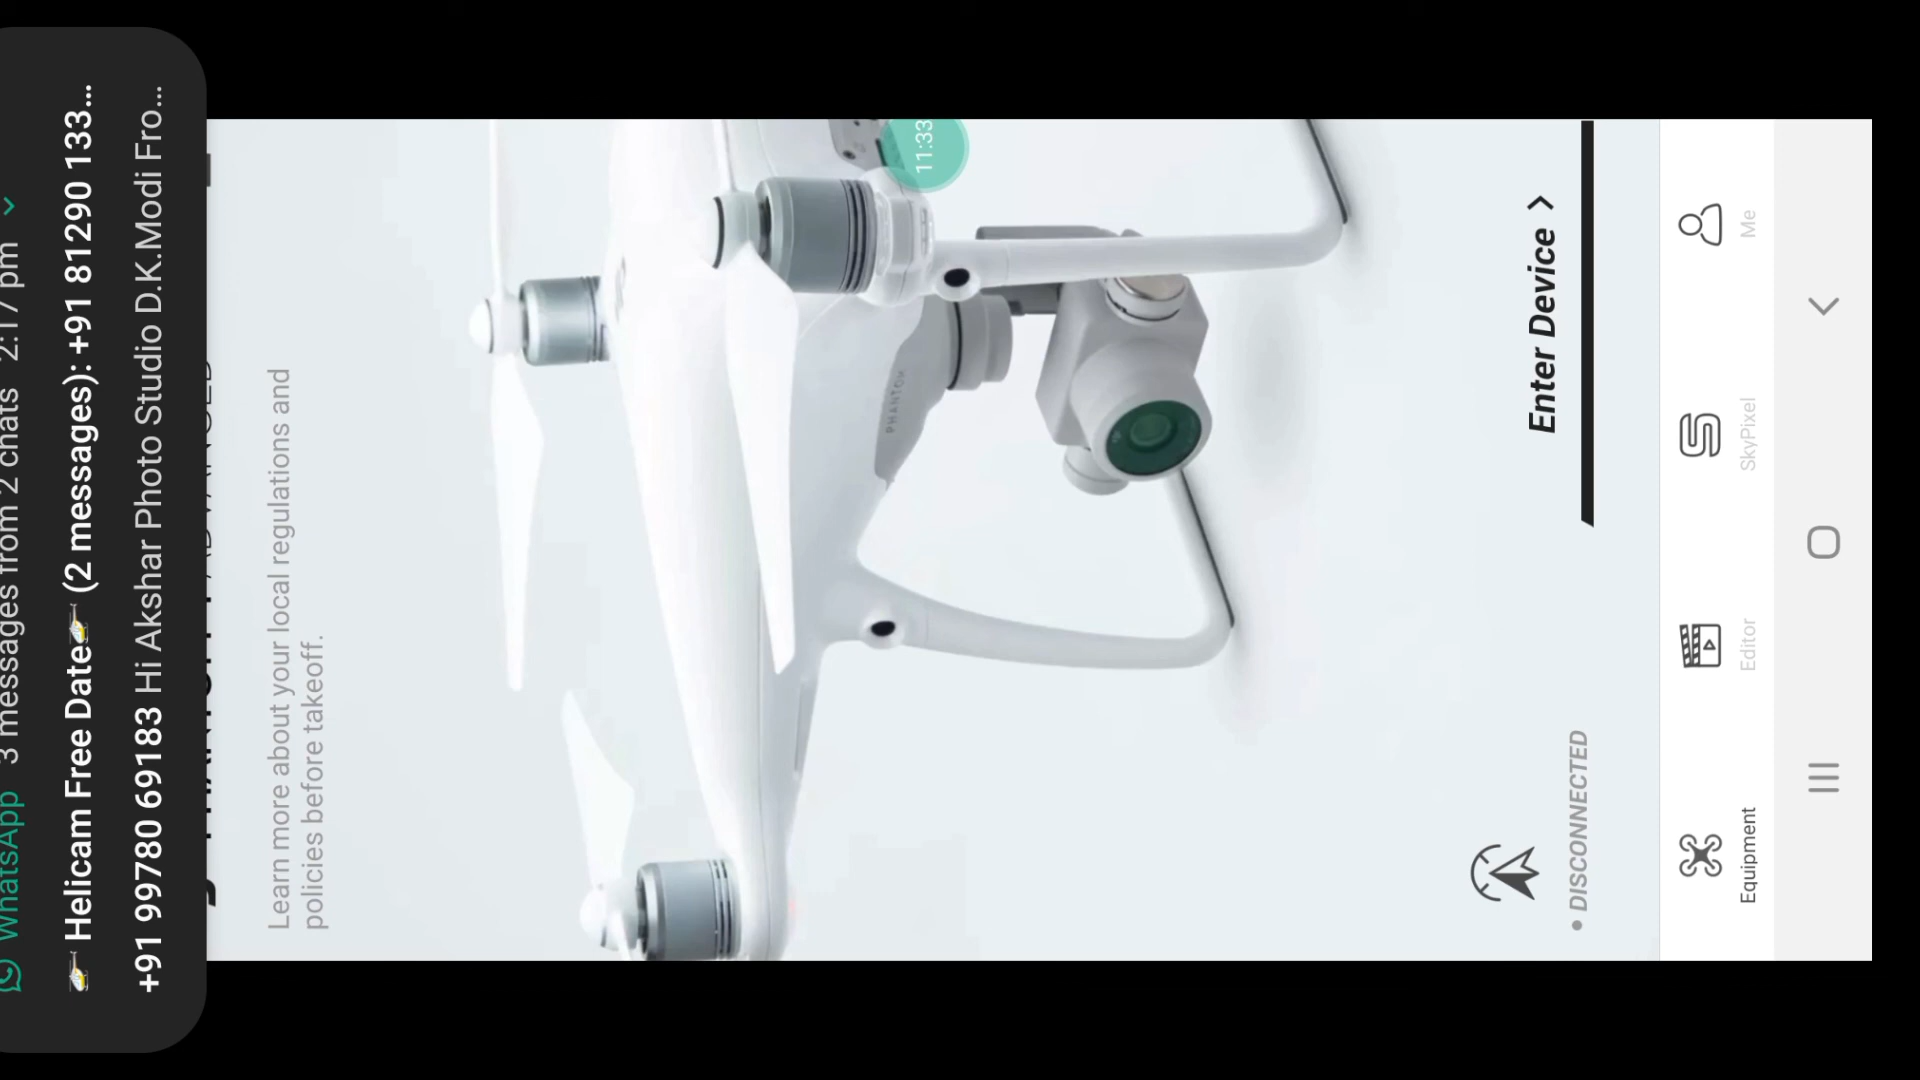 WhatsApp 3 messages from 2 chats 2:17 pm
Helicam Free Date (2 messages): +91 81290 133...
+91 99780 69183 Hi Akshar Photo Studio D.K.Modi Fro...
Learn more about your local regulations and
policies before takeoff.
11:33
PHANTOM
DISCONNECTED
Enter Device >
Equipment
Editor
SkyPixel
Me